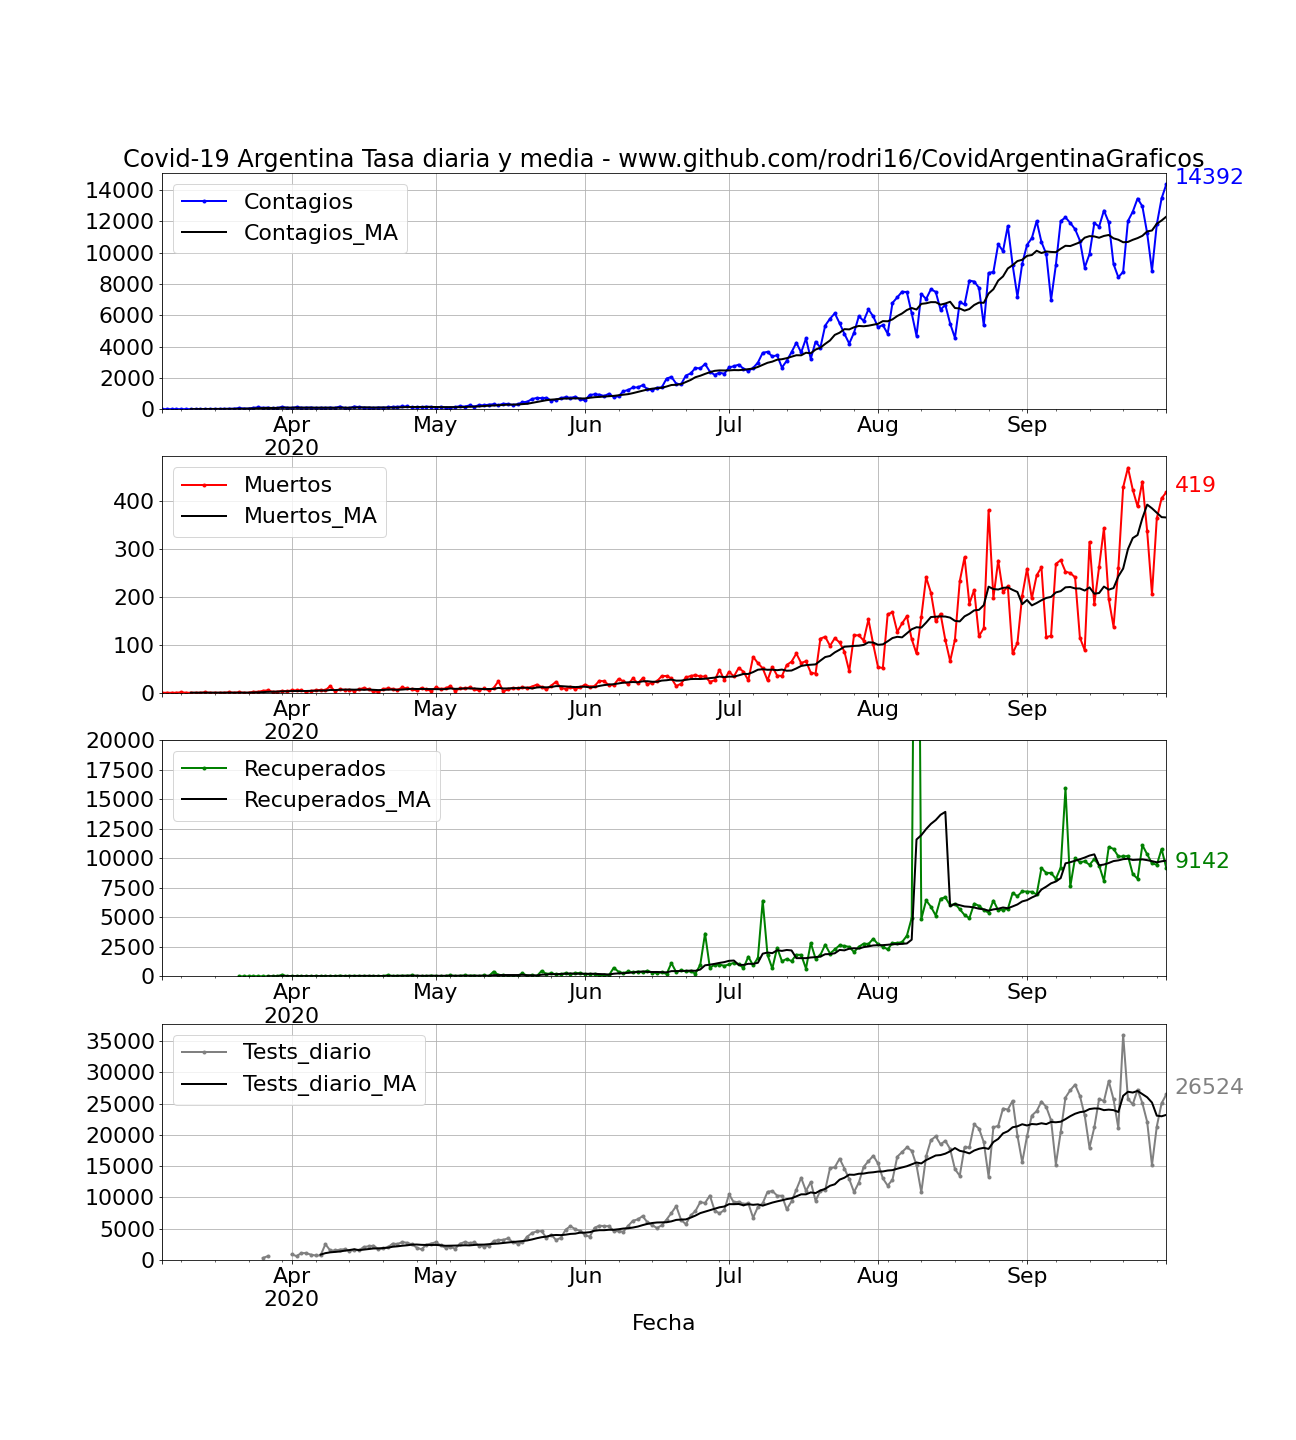 Covid-19 Argentina Tasa diaria y media - www.github.com/rodri16/CovidArgentinaGraficos
14392
14000
12000
10000
8000
6000
4000
2000
0
Contagios
Contagios_MA
Apr May Jun Jul Aug Sep
2020
419
400
300
200
100
0
Muertos
Muertos_MA
Apr May Jun Jul Aug Sep
2020
20000
17500
15000
12500
10000
7500
5000
2500
0
Recuperados
Recuperados_MA
9142
Apr May Jun Jul Aug Sep
2020
35000
30000
25000
20000
15000
10000
5000
0
Tests_diario
Tests_diario_MA
26524
Apr May Jun Jul Aug Sep
2020
Fecha